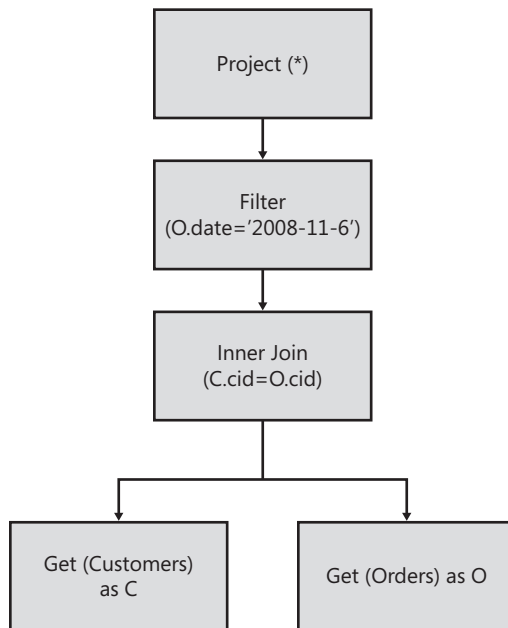 Project (*)
Filter
(O.date=’2008-11-6’)
Inner Join
(C.cid=O.cid)
Get (Customers)
as C
Get (Orders) as O